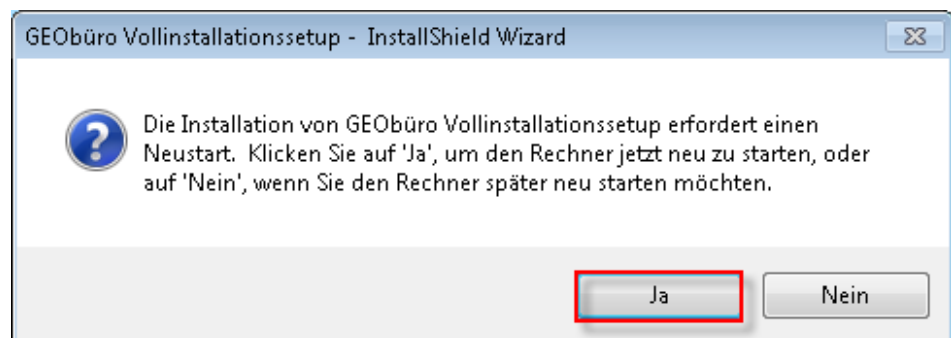 GEObüro Vollinstallationssetup - InstallShield Wizard
Die Installation von GEObüro Vollinstallationssetup erfordert einen
Neustart. Klicken Sie auf 'Ja', um den Rechner jetzt neu zu starten, oder
auf 'Nein', wenn Sie den Rechner später neu starten möchten.
Ja
Nein